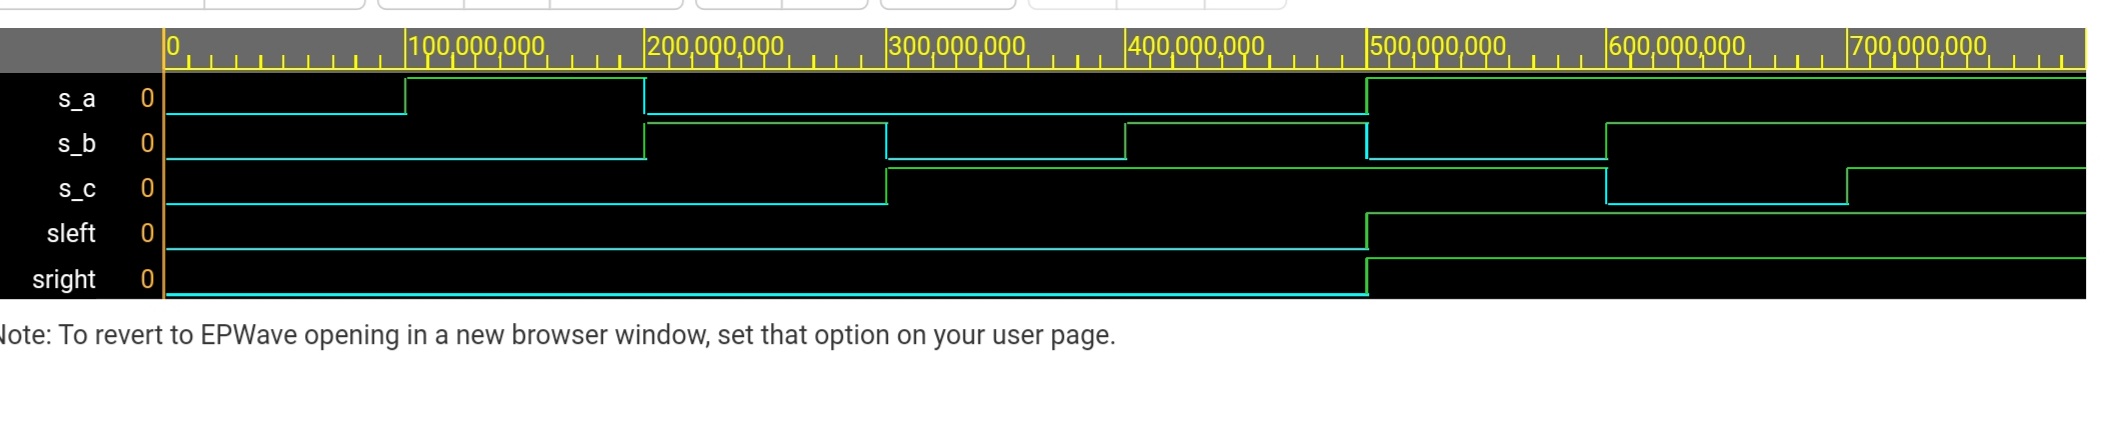 0 100,000,000 200,000,000 300,000,000 400,000,000 500,000,000 600,000,000 700,000,000
s_a 0
s_b 0
s_c 0
sleft 0
sright 0
Note: To revert to EPWave opening in a new browser window, set that option on your user page.